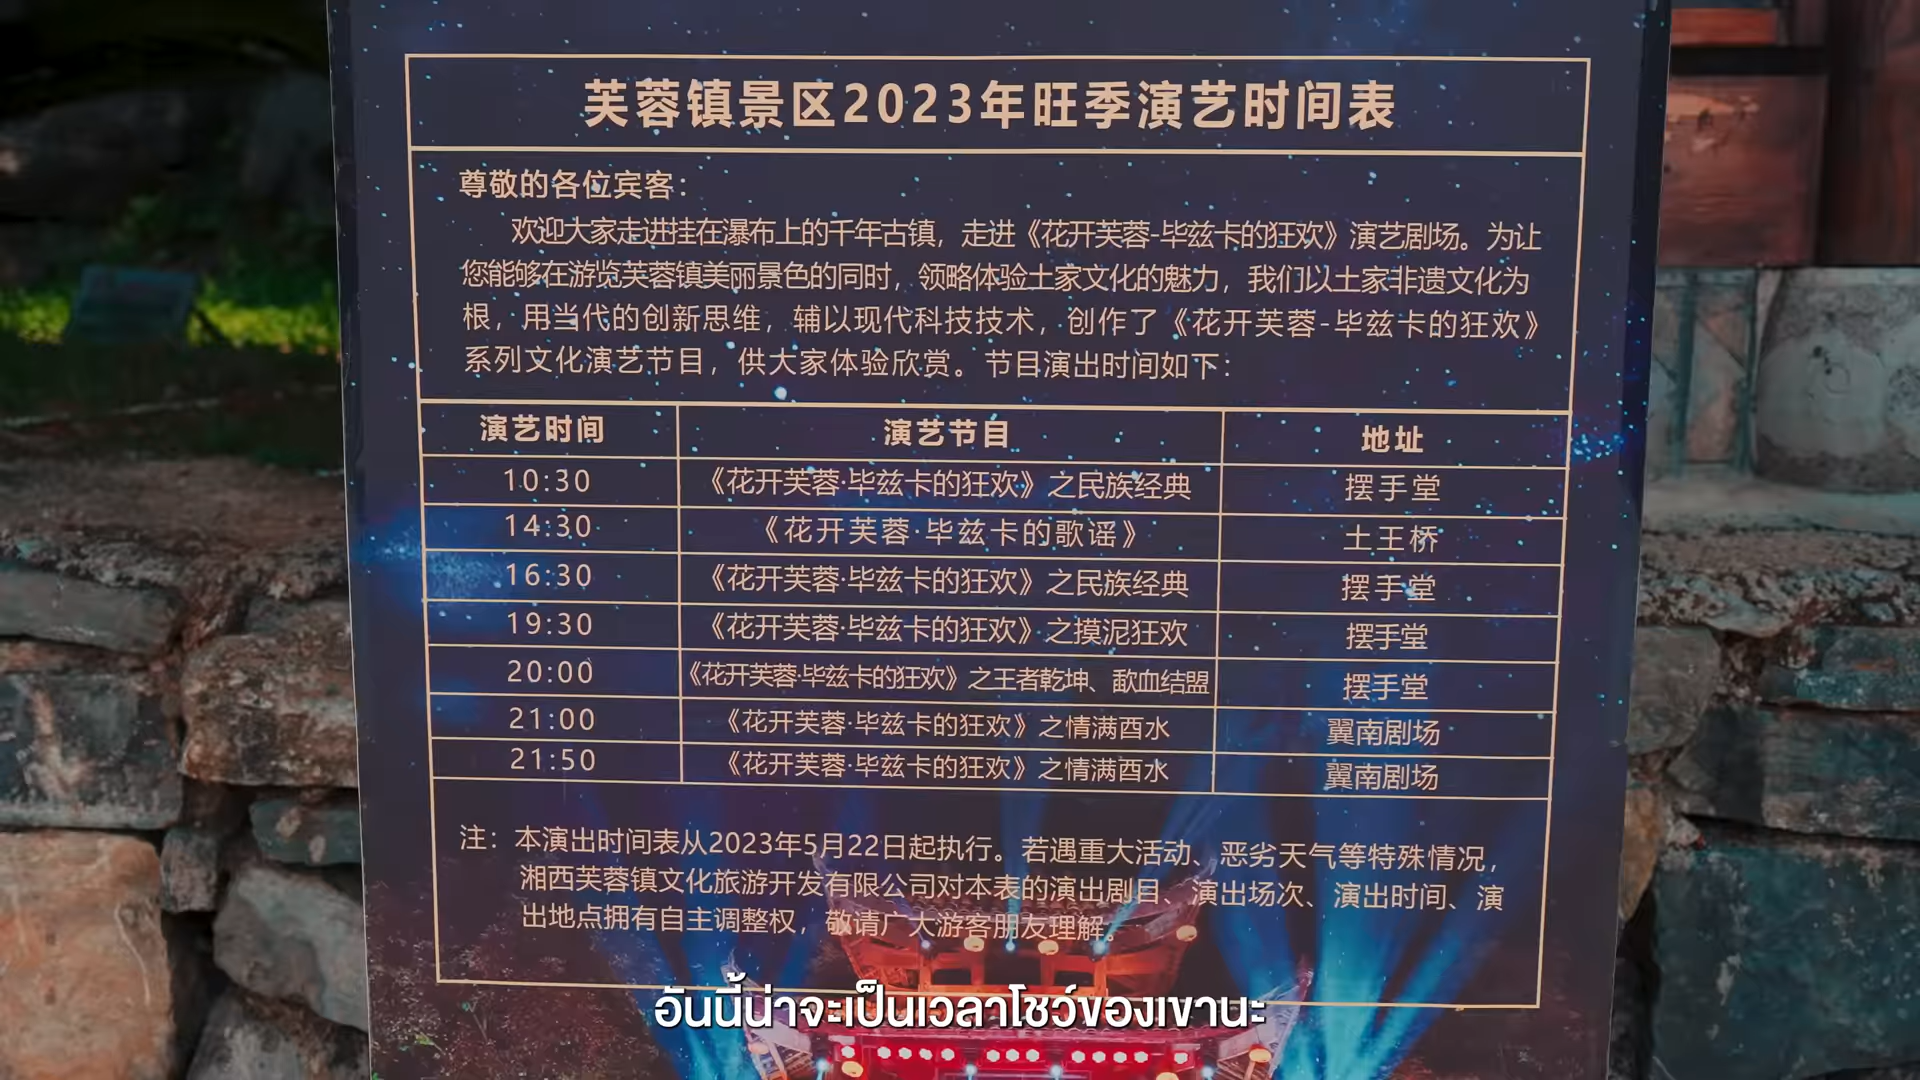 芙蓉镇景区2023年旺季演艺时间表
尊敬的各位宾客：
欢迎大家走进挂在瀑布上的千年古镇，走进《花开芙蓉-毕兹卡的狂欢》演艺剧场。为让
您能够在游览芙蓉镇美丽景色的同时，领略体验土家文化的魅力，我们以土家非遗文化为
根，用当代的创新思维，辅以现代科技技术，创作了《花开芙蓉-毕兹卡的狂欢》
系列文化演艺节目，供大家体验欣赏。节目演出时间如下：
演艺时间 演艺节目 地址
10:30 《花开芙蓉·毕兹卡的狂欢》之民族经典 摆手堂
14:30 《花开芙蓉·毕兹卡的歌谣》 土王桥
16:30 《花开芙蓉·毕兹卡的狂欢》之民族经典 摆手堂
19:30 《花开芙蓉·毕兹卡的狂欢》之摸泥狂欢 摆手堂
20:00 《花开芙蓉·毕兹卡的狂欢》之王者乾坤、歃血结盟 摆手堂
21:00 《花开芙蓉·毕兹卡的狂欢》之情满酉水 翼南剧场
21:50 《花开芙蓉·毕兹卡的狂欢》之情满酉水 翼南剧场
注：本演出时间表从2023年5月22日起执行。若遇重大活动、恶劣天气等特殊情况，
湘西芙蓉镇文化旅游开发有限公司对本表的演出剧目、演出场次、演出时间、演
出地点拥有自主调整权，敬请广大游客朋友理解。
อันนี้น่าจะเป็นเวลาโชว์ของเขานะ